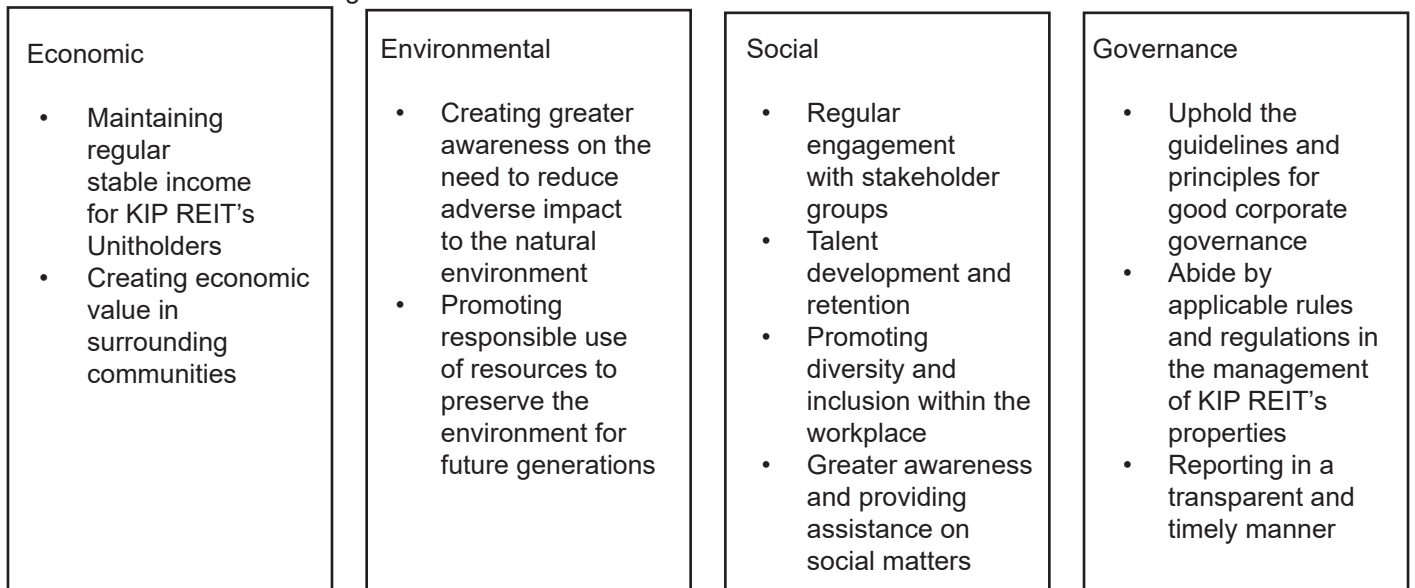 Economic
• Maintaining
regular
stable income
for KIP REIT's
Unitholders
• Creating economic
value in
surrounding
communities
Environmental
• Creating greater
awareness on the
need to reduce
adverse impact
to the natural
environment
• Promoting
responsible use
of resources to
preserve the
environment for
future generations
Social
• Regular
engagement
with stakeholder
groups
• Talent
development and
retention
• Promoting
diversity and
inclusion within the
workplace
• Greater awareness
and providing
assistance on
social matters
Governance
• Uphold the
guidelines and
principles for
good corporate
governance
• Abide by
applicable rules
and regulations in
the management
of KIP REIT's
properties
• Reporting in a
transparent and
timely manner